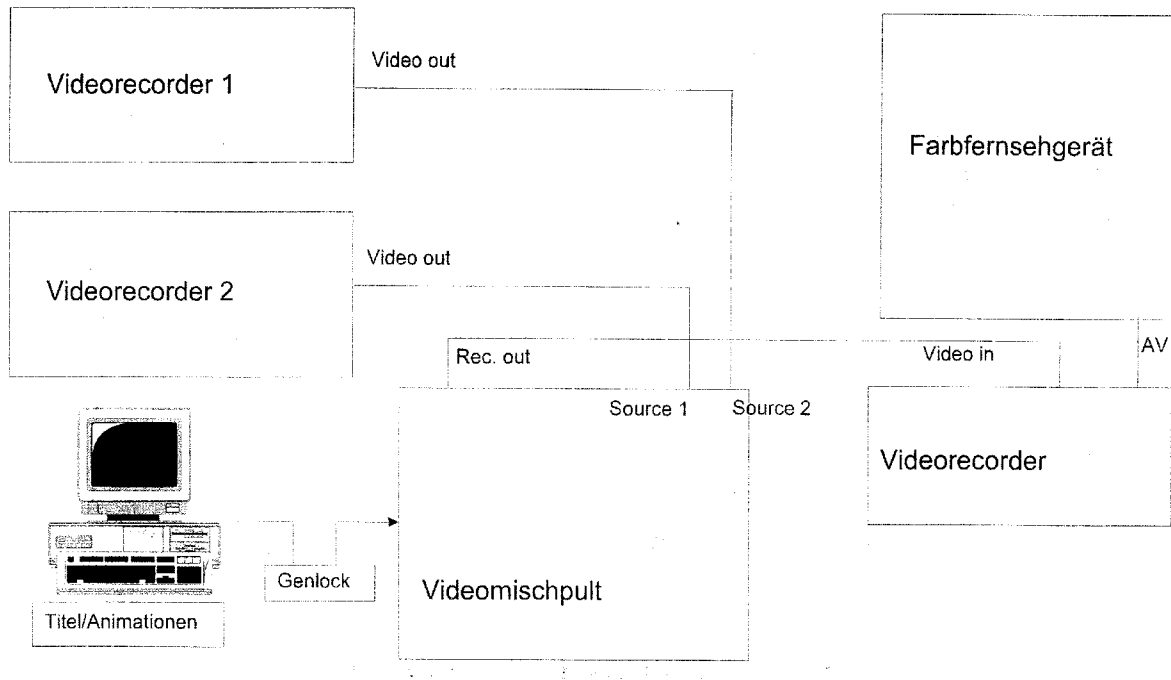 Videorecorder 1
Video out
Farbfernsehgerät
Videorecorder 2
Video out
Rec. out
Video in
AV
Source 1
Source 2
Videorecorder
Genlock
Videomischpult
Titel/Animationen